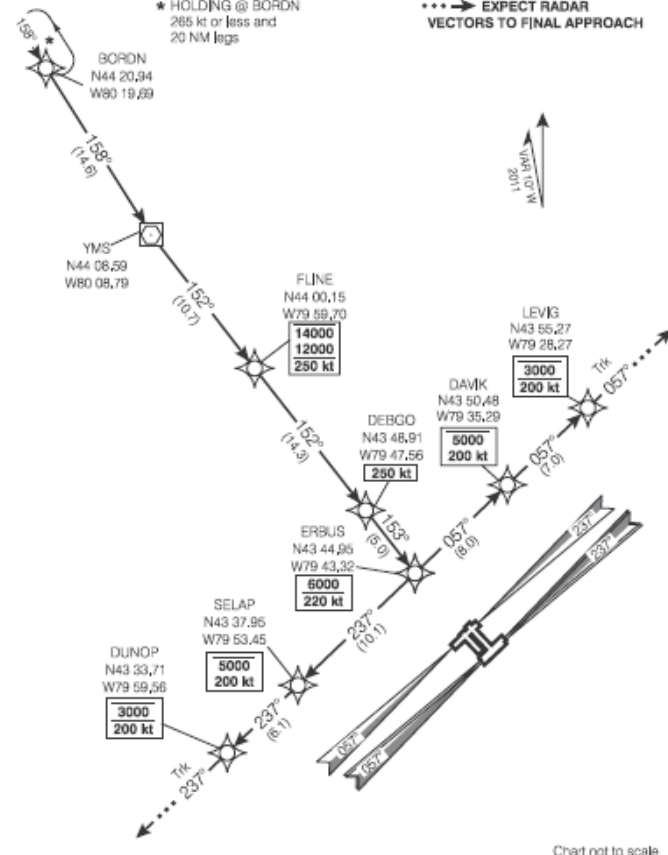 * HOLDING @ BORDN
265 kt or less and
20 NM legs
EXPECT RADAR
VECTORS TO FINAL APPROACH
158°
*
BORDN
N44 20.94
W80 19.69
158°
(14.6)
VAR 10°W
2011
YMS
N44 08.59
W80 08.79
152°
(10.7)
FLINE
N44 00.15
W79 59.70
14000
12000
250 kt
LEVIG
N43 55.27
W79 28.27
3000
200 kt
Trk
057°
DAVIK
N43 50.48
W79 35.29
5000
200 kt
057°
(7.0)
152°
(14.3)
DEBGO
N43 48.91
W79 47.56
250 kt
153°
(5.0)
057°
(8.0)
ERBUS
N43 44.95
W79 43.32
6000
220 kt
237°
237°
SELAP
N43 37.95
W79 53.45
5000
200 kt
237°
(10.1)
DUNOP
N43 33.71
W79 59.56
3000
200 kt
237°
(6.1)
057°
057°
Trk
237°
Chart not to scale